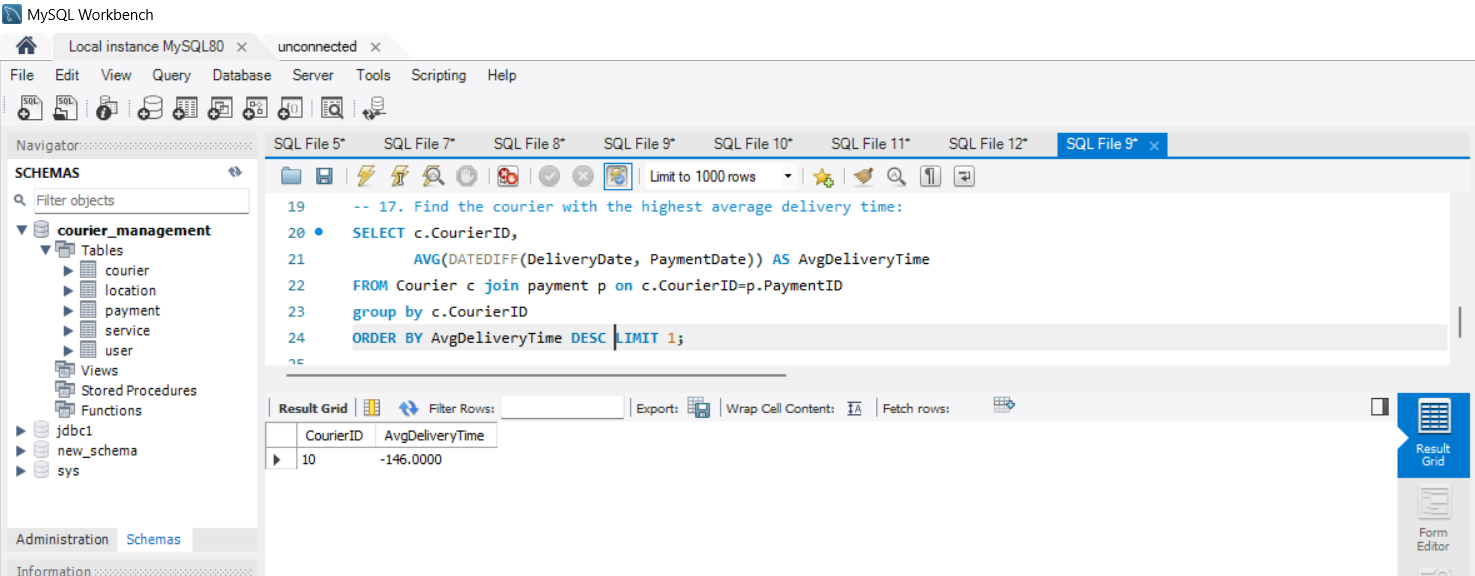 MySQL Workbench
Local instance MySQL80 unconnected
File Edit View Query Database Server Tools Scripting Help
Navigator
SCHEMAS
Filter objects
courier_management
Tables
courier
location
payment
service
user
Views
Stored Procedures
Functions
jdbc1
new_schema
sys
Administration Schemas
Information
SQL File 5* SQL File 7* SQL File 8* SQL File 9* SQL File 10* SQL File 11* SQL File 12* SQL File 9*
Limit to 1000 rows
19 -- 17. Find the courier with the highest average delivery time:
20 SELECT c.CourierID,
21 AVG(DATEDIFF(DeliveryDate, PaymentDate)) AS AvgDeliveryTime
22 FROM Courier c join payment p on c.CourierID=p.PaymentID
23 group by c.CourierID
24 ORDER BY AvgDeliveryTime DESC LIMIT 1;
25
Result Grid Filter Rows: Export: Wrap Cell Content: Fetch rows:
CourierID AvgDeliveryTime
10 -146.0000
Result
Grid
Form
Editor